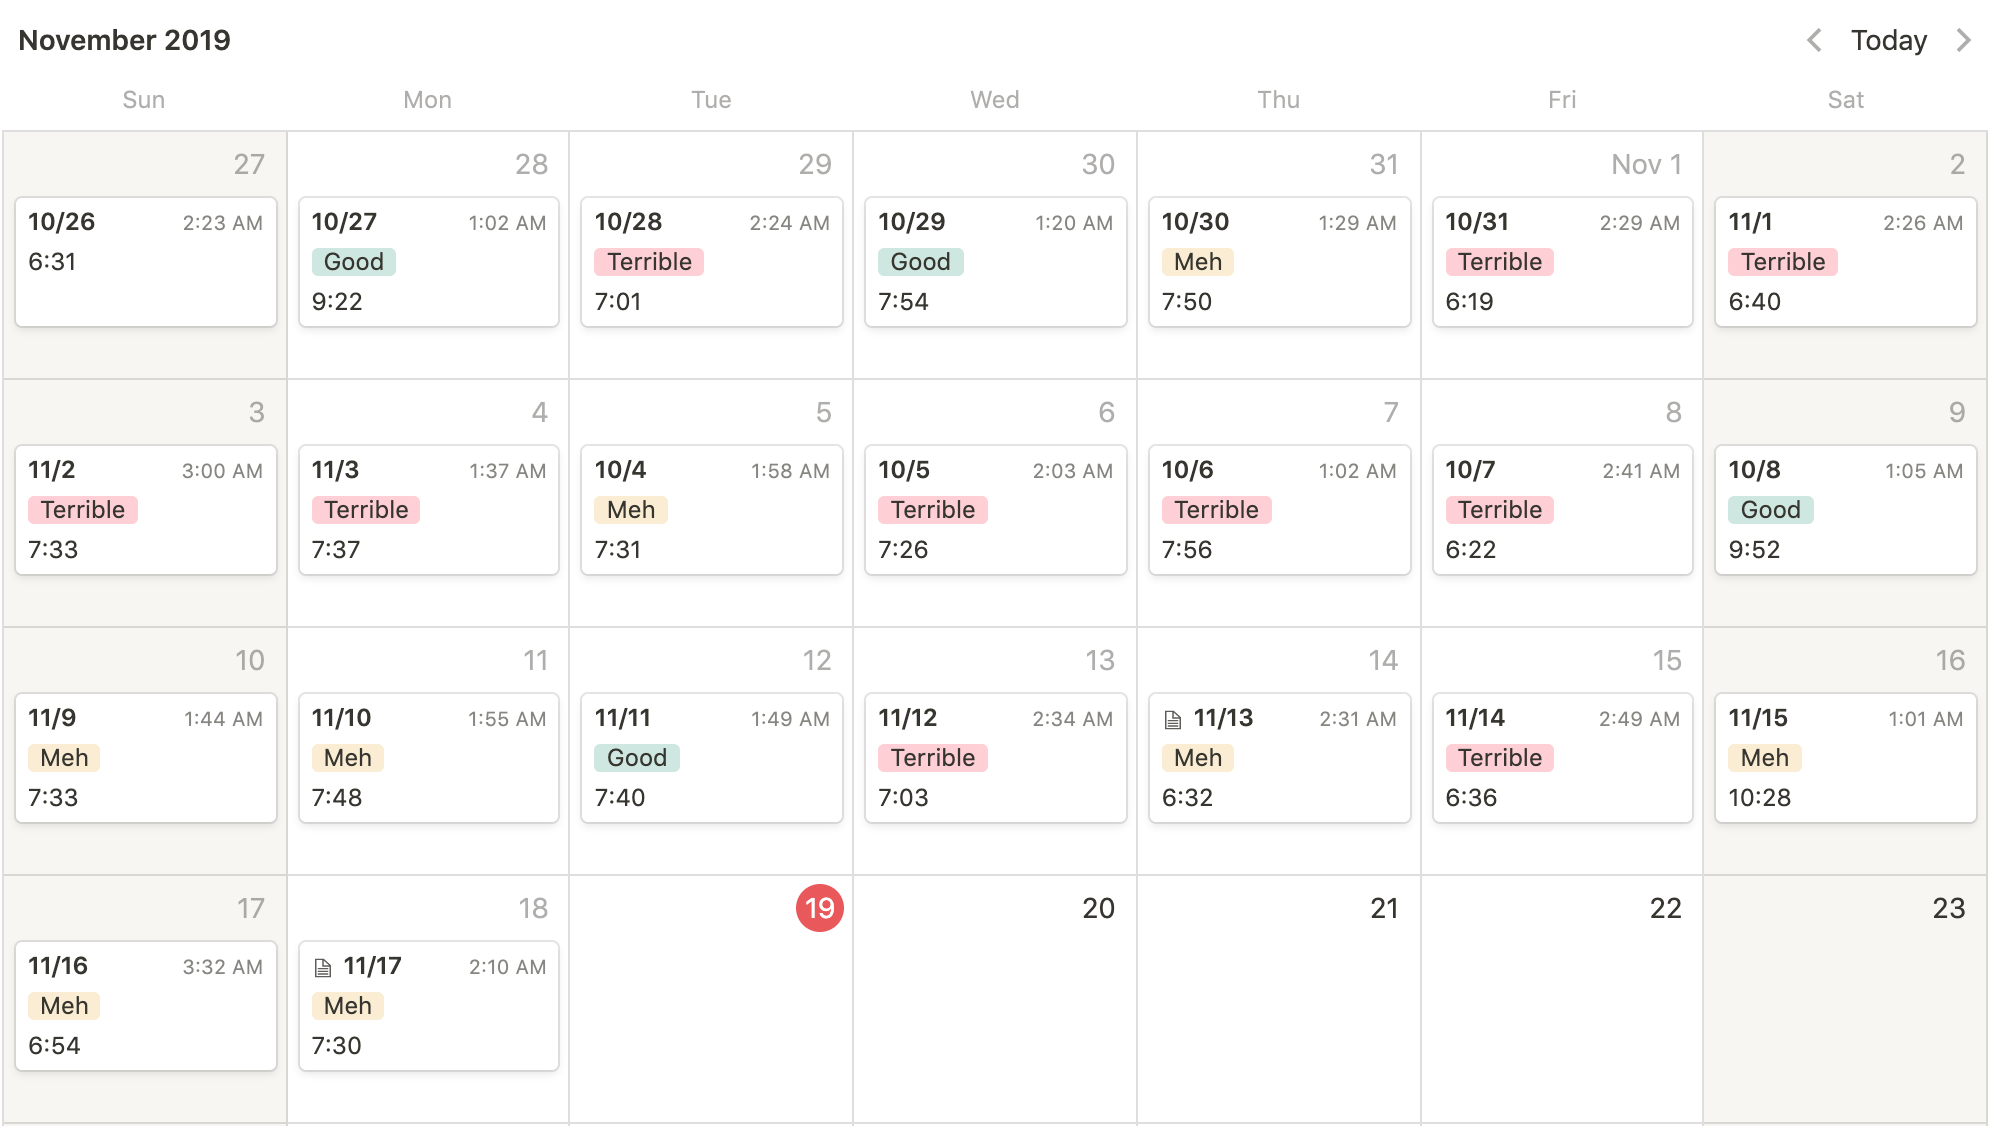 November 2019
Today
Sun Mon Tue Wed Thu Fri Sat
27 28 29 30 31 Nov 1 2
10/26 2:23 AM 10/27 1:02 AM 10/28 2:24 AM 10/29 1:20 AM 10/30 1:29 AM 10/31 2:29 AM 11/1 2:26 AM
6:31 Good Terrible Good Meh Terrible Terrible
9:22 7:01 7:54 7:50 6:19 6:40
3 4 5 6 7 8 9
11/2 3:00 AM 11/3 1:37 AM 10/4 1:58 AM 10/5 2:03 AM 10/6 1:02 AM 10/7 2:41 AM 10/8 1:05 AM
Terrible Terrible Meh Terrible Terrible Terrible Good
7:33 7:37 7:31 7:26 7:56 6:22 9:52
10 11 12 13 14 15 16
11/9 1:44 AM 11/10 1:55 AM 11/11 1:49 AM 11/12 2:34 AM 11/13 2:31 AM 11/14 2:49 AM 11/15 1:01 AM
Meh Meh Good Terrible Meh Terrible Meh
7:33 7:48 7:40 7:03 6:32 6:36 10:28
17 18 19 20 21 22 23
11/16 3:32 AM 11/17 2:10 AM
Meh Meh
6:54 7:30